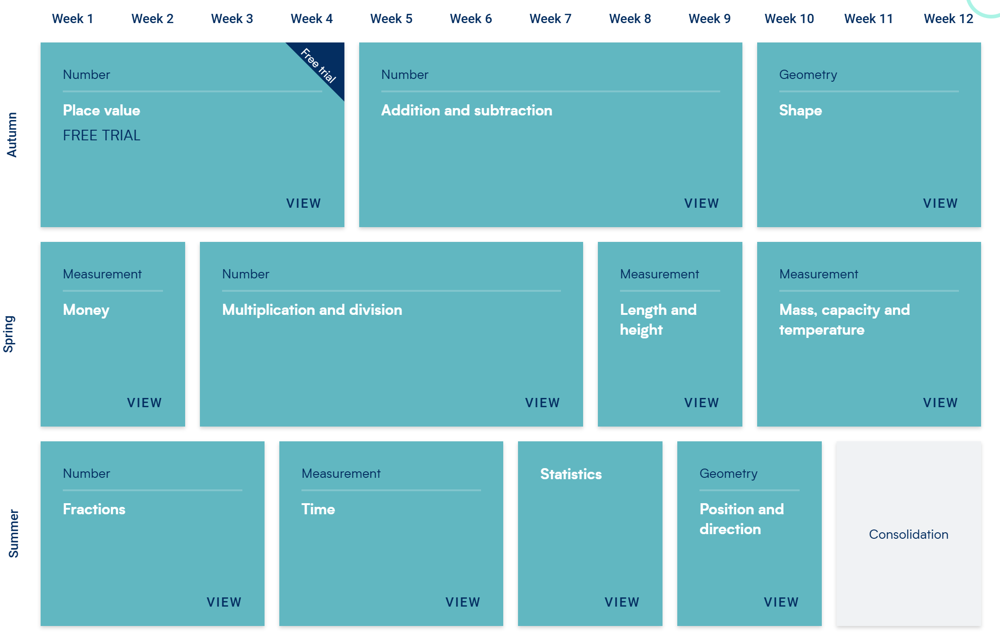 Week 1 Week 2 Week 3 Week 4 Week 5 Week 6 Week 7 Week 8 Week 9 Week 10 Week 11 Week 12
Autumn
Number
Free trial
Place value
FREE TRIAL
VIEW
Number
Addition and subtraction
VIEW
Geometry
Shape
VIEW
Spring
Measurement
Money
VIEW
Number
Multiplication and division
VIEW
Measurement
Length and
height
VIEW
Measurement
Mass, capacity and
temperature
VIEW
Summer
Number
Fractions
VIEW
Measurement
Time
VIEW
Statistics
VIEW
Geometry
Position and
direction
VIEW
Consolidation